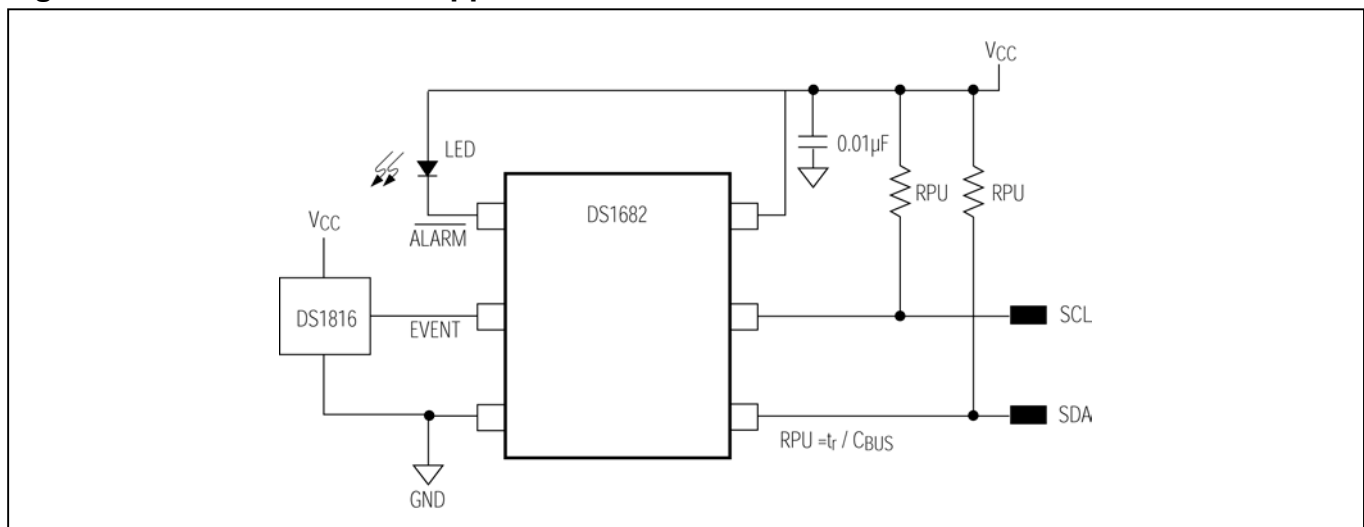 VCC
LED
0.01µF
RPU
RPU
DS1682
ALARM
VCC
DS1816
EVENT
SCL
SDA
RPU =tr / CBUS
GND